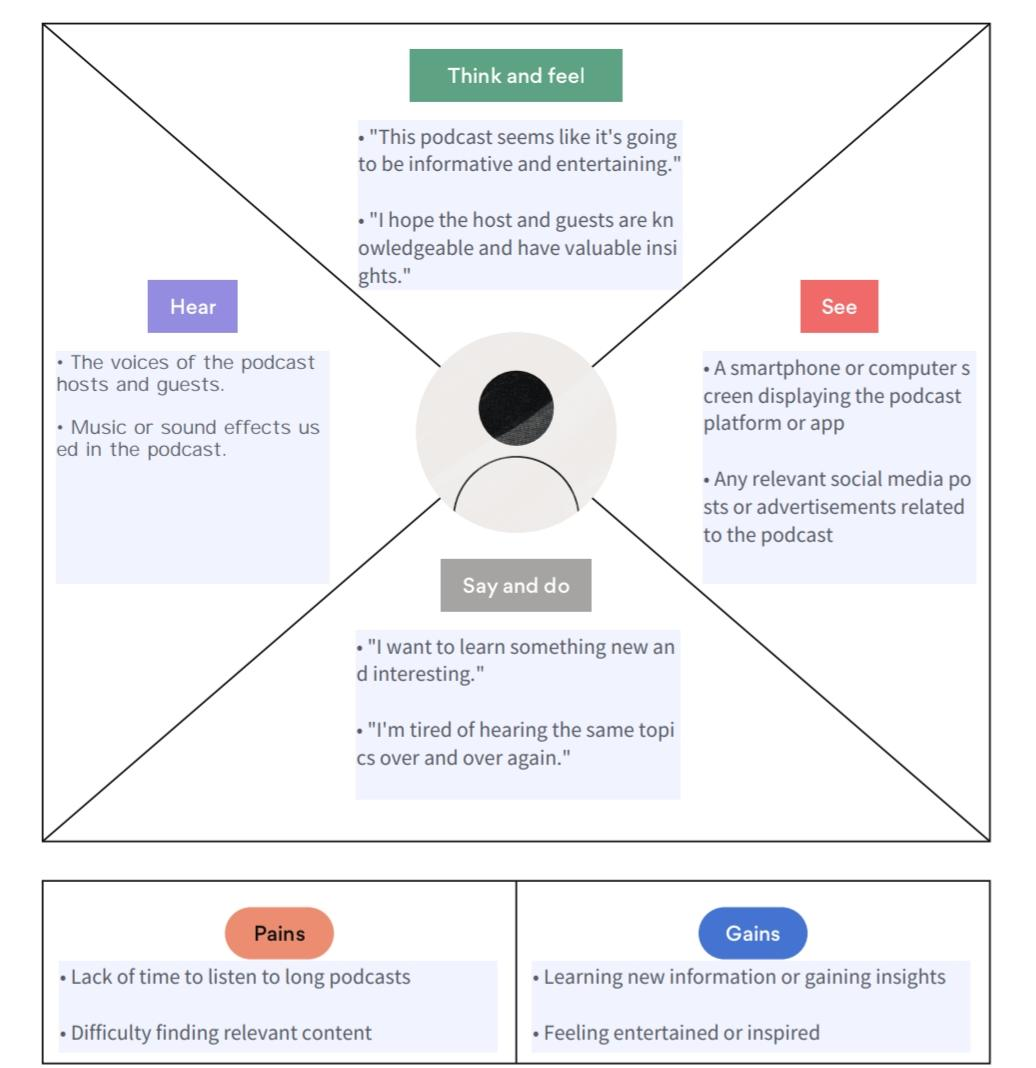 Think and feel
• "This podcast seems like it's going
to be informative and entertaining."
• "I hope the host and guests are kn
owledgeable and have valuable insi
ghts."
Hear
• The voices of the podcast
hosts and guests.
• Music or sound effects us
ed in the podcast.
See
• A smartphone or computer s
creen displaying the podcast
platform or app
• Any relevant social media po
sts or advertisements related
to the podcast
Say and do
• "I want to learn something new an
d interesting."
• "I'm tired of hearing the same topi
cs over and over again."
Pains
• Lack of time to listen to long podcasts
• Difficulty finding relevant content
Gains
• Learning new information or gaining insights
• Feeling entertained or inspired